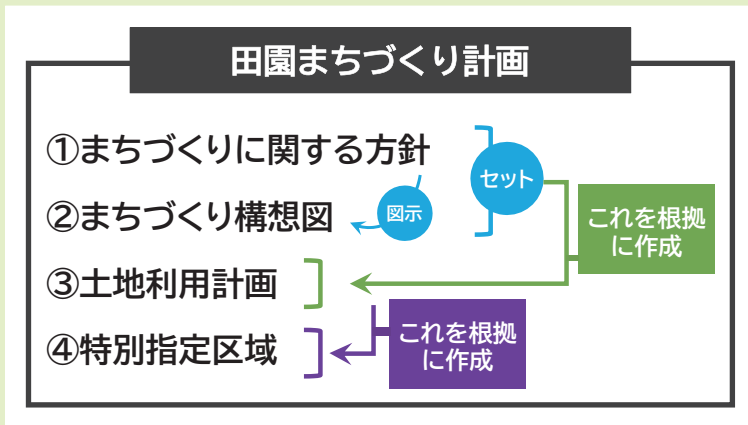 田園まちづくり計画
①まちづくりに関する方針
セット
②まちづくり構想図
図示
これを根拠
に作成
③土地利用計画
④特別指定区域
これを根拠
に作成